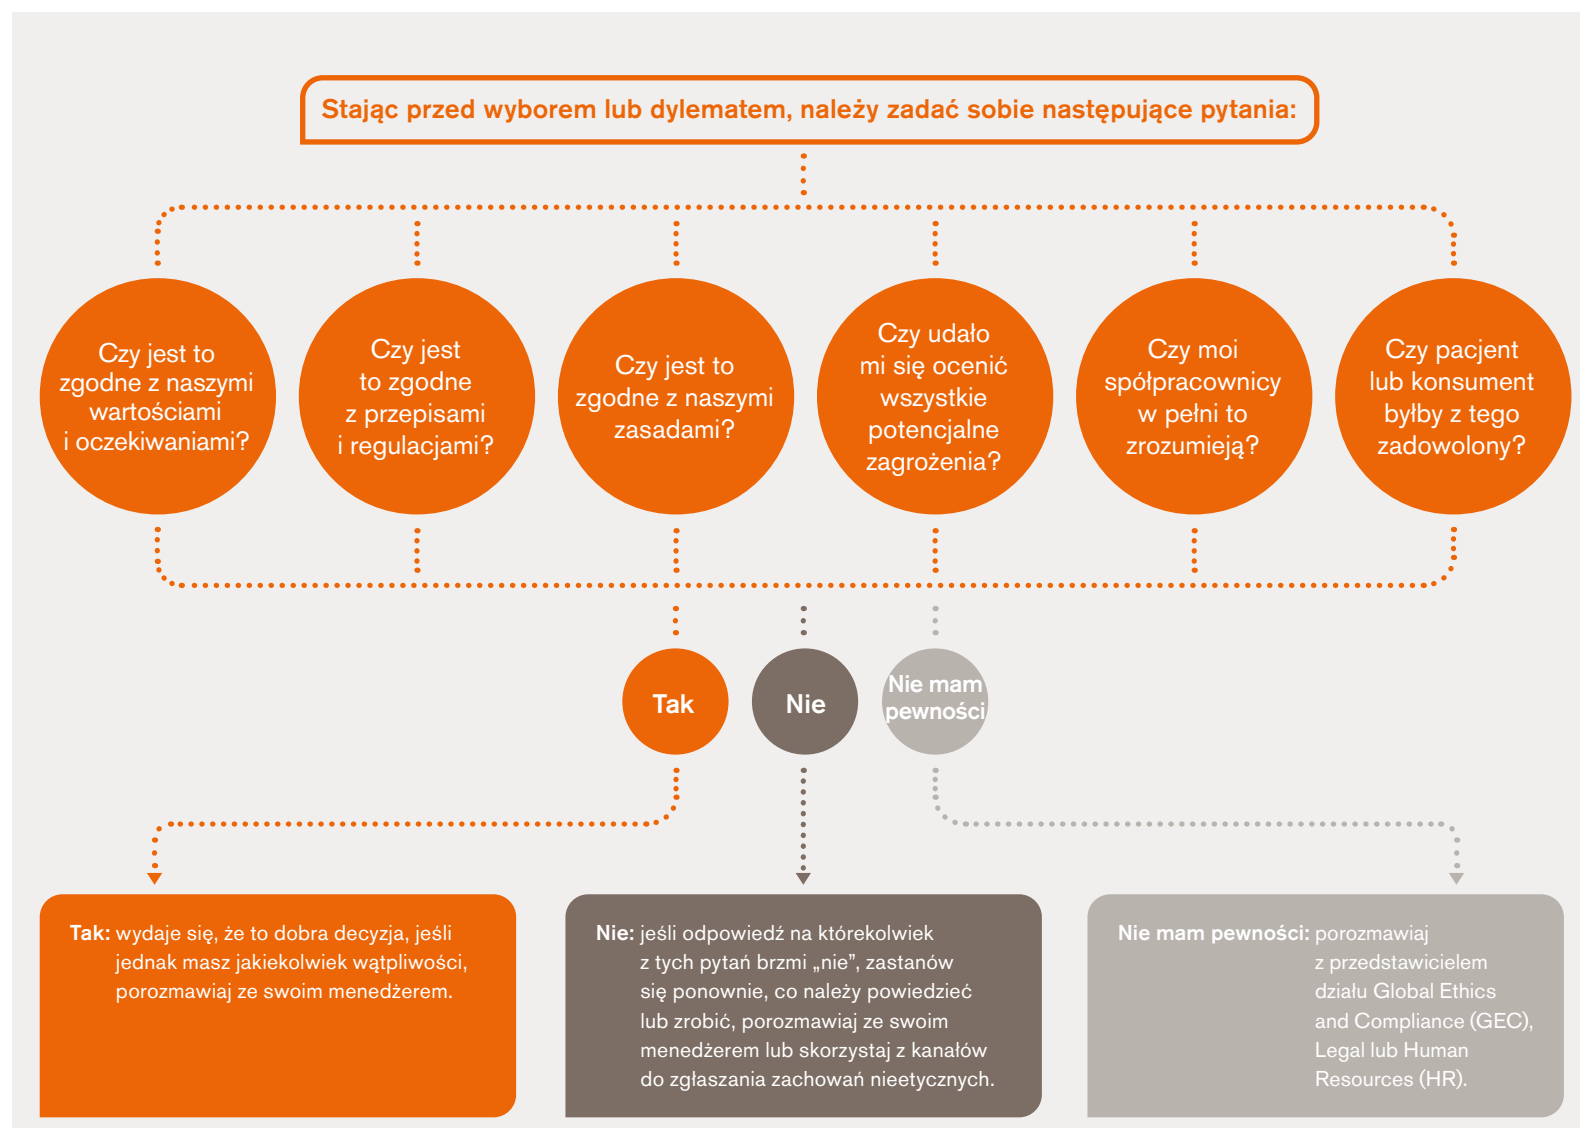 Stając przed wyborem lub dylematem, należy zadać sobie następujące pytania:
Czy jest to
zgodne z naszymi
wartościami
i oczekiwaniami?
Czy jest
to zgodne
z przepisami
i regulacjami?
Czy jest to
zgodne z naszymi
zasadami?
Czy udało
mi się ocenić
wszystkie
potencjalne
zagrożenia?
Czy moi
spółpracownicy
w pełni to
zrozumieją?
Czy pacjent
lub konsument
byłby z tego
zadowolony?
Tak
Nie
Nie mam
pewności
Tak: wydaje się, że to dobra decyzja, jeśli
jednak masz jakiekolwiek wątpliwości,
porozmawiaj ze swoim menedżerem.
Nie: jeśli odpowiedź na którekolwiek
z tych pytań brzmi „nie”, zastanów
się ponownie, co należy powiedzieć
lub zrobić, porozmawiaj ze swoim
menedżerem lub skorzystaj z kanałów
do zgłaszania zachowań nieetycznych.
Nie mam pewności: porozmawiaj
z przedstawicielem
działu Global Ethics
and Compliance (GEC),
Legal lub Human
Resources (HR).